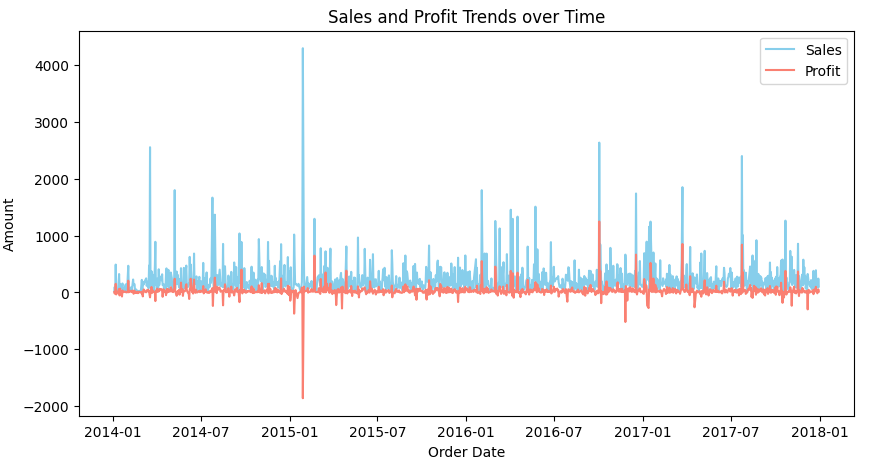 Sales and Profit Trends over Time
Sales
Profit
4000
3000
2000
1000
0
−1000
−2000
Amount
2014-01 2014-07 2015-01 2015-07 2016-01 2016-07 2017-01 2017-07 2018-01
Order Date